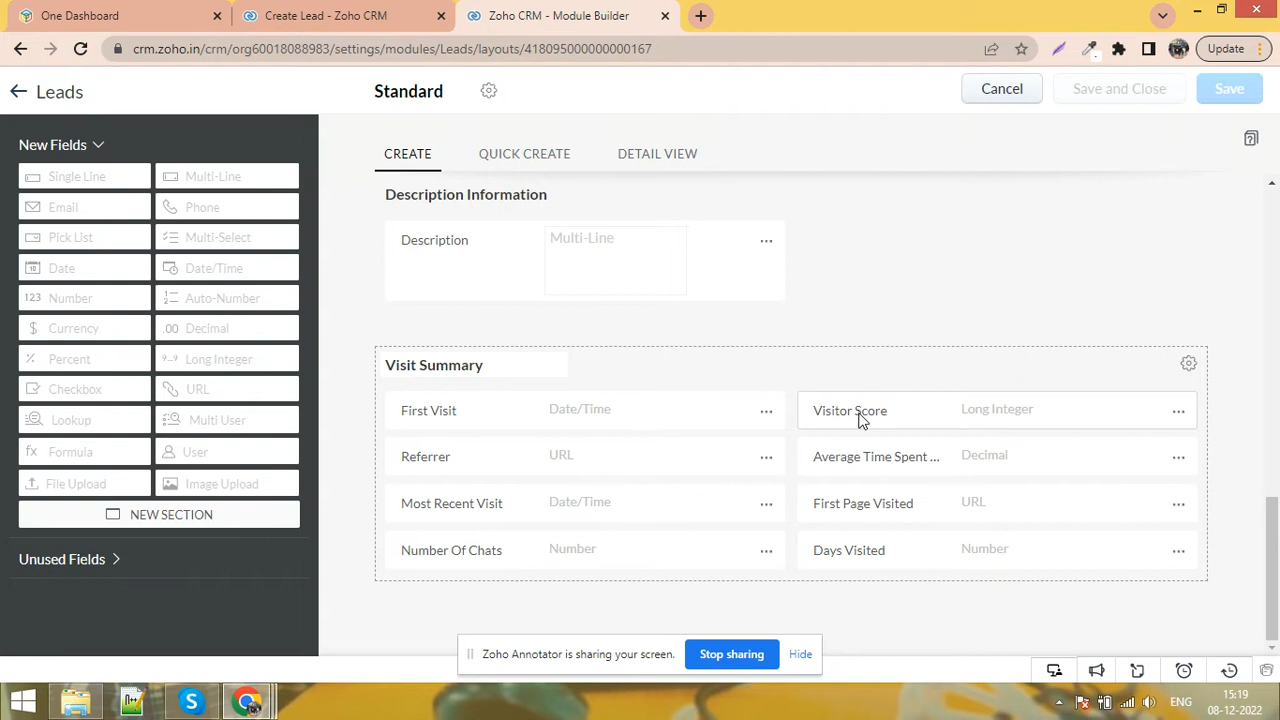 One Dashboard
Create Lead - Zoho CRM
Zoho CRM - Module Builder
crm.zoho.in/crm/org60018088983/settings/modules/Leads/layouts/418095000000000167
Update
Leads
Standard
Cancel
Save and Close
Save
New Fields
Single Line
Multi-Line
Email
Phone
Pick List
Multi-Select
Date
Date/Time
123 Number
Auto-Number
$ Currency
.00 Decimal
% Percent
9..9 Long Integer
Checkbox
URL
Lookup
Multi User
fx Formula
User
File Upload
Image Upload
NEW SECTION
Unused Fields
CREATE
QUICK CREATE
DETAIL VIEW
Description Information
Description
Multi-Line
Visit Summary
First Visit
Date/Time
Visitor Score
Long Integer
Referrer
URL
Average Time Spent ...
Decimal
Most Recent Visit
Date/Time
First Page Visited
URL
Number Of Chats
Number
Days Visited
Number
Zoho Annotator is sharing your screen.
Stop sharing
Hide
ENG
15:19
08-12-2022